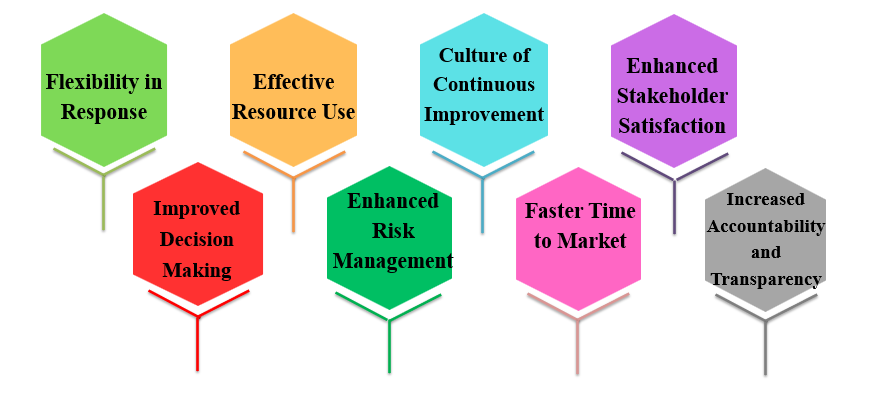 Flexibility in
Response
Effective
Resource Use
Culture of
Continuous
Improvement
Enhanced
Stakeholder
Satisfaction
Improved
Decision
Making
Enhanced
Risk
Management
Faster Time
to Market
Increased
Accountability
and
Transparency